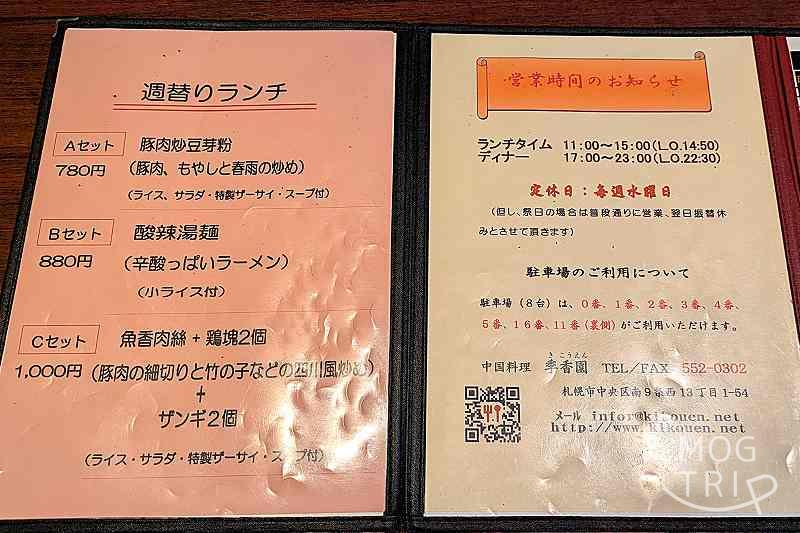 週替りランチ
Aセット 豚肉炒豆芽粉
780円 (豚肉、もやしと春雨の炒め)
(ライス、サラダ・特製ザーサイ・スープ付)
Bセット 酸辣湯麺
880円 (辛酸っぱいラーメン)
(小ライス付)
Cセット 魚香肉絲 + 鶏塊2個
1,000円 (豚肉の細切りと竹の子などの四川風炒め)
+
ザンギ2個
(ライス・サラダ・特製ザーサイ・スープ付)
営業時間のお知らせ
ランチタイム 11:00～15:00(L.O.14:50)
ディナー 17:00～23:00(L.O.22:30)
定休日：毎週水曜日
(但し、祭日の場合は普段通りに営業、翌日振替休
みとさせて頂きます)
駐車場のご利用について
駐車場(8台)は、0番、1番、2番、3番、4番、
5番、16番、11番(裏側)がご利用いただけます。
きこうえん
中国料理 季香園 TEL/FAX 552-0302
札幌市中央区南9条西13丁目1-54
メール infor@kikouen.net
http://www.kikouen.net
MOG
TRIP